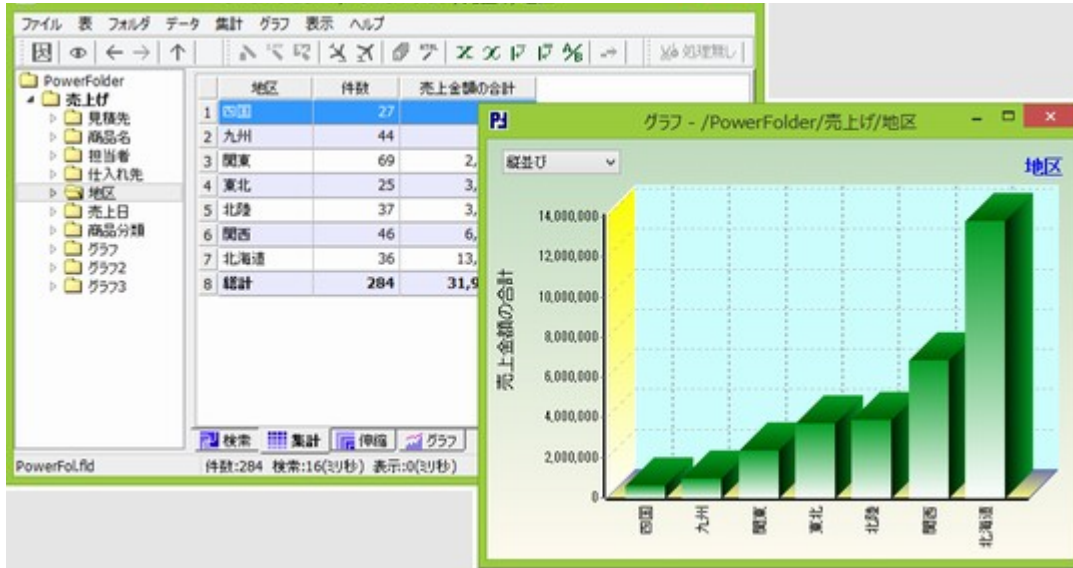 ファイル 表 フォルダ データ 集計 グラフ 表示 ヘルプ
処理無し
PowerFolder
売上げ
見積先
商品名
担当者
仕入れ先
地区
売上日
商品分類
グラフ
グラフ2
グラフ3
地区 件数 売上金額の合計
1 四国 27
2 九州 44
3 関東 69 2,
4 東北 25 3,
5 北陸 37 3,
6 関西 46 6,
7 北海道 36 13,
8 総計 284 31,9
検索 集計 伸縮 グラフ
PowerFol.fld 件数:284 検索:16(ミリ秒) 表示:0(ミリ秒)
グラフ - /PowerFolder/売上げ/地区
縦並び
地区
売上金額の合計
14,000,000
12,000,000
10,000,000
8,000,000
6,000,000
4,000,000
2,000,000
0
四国 九州 関東 東北 北陸 関西 北海道